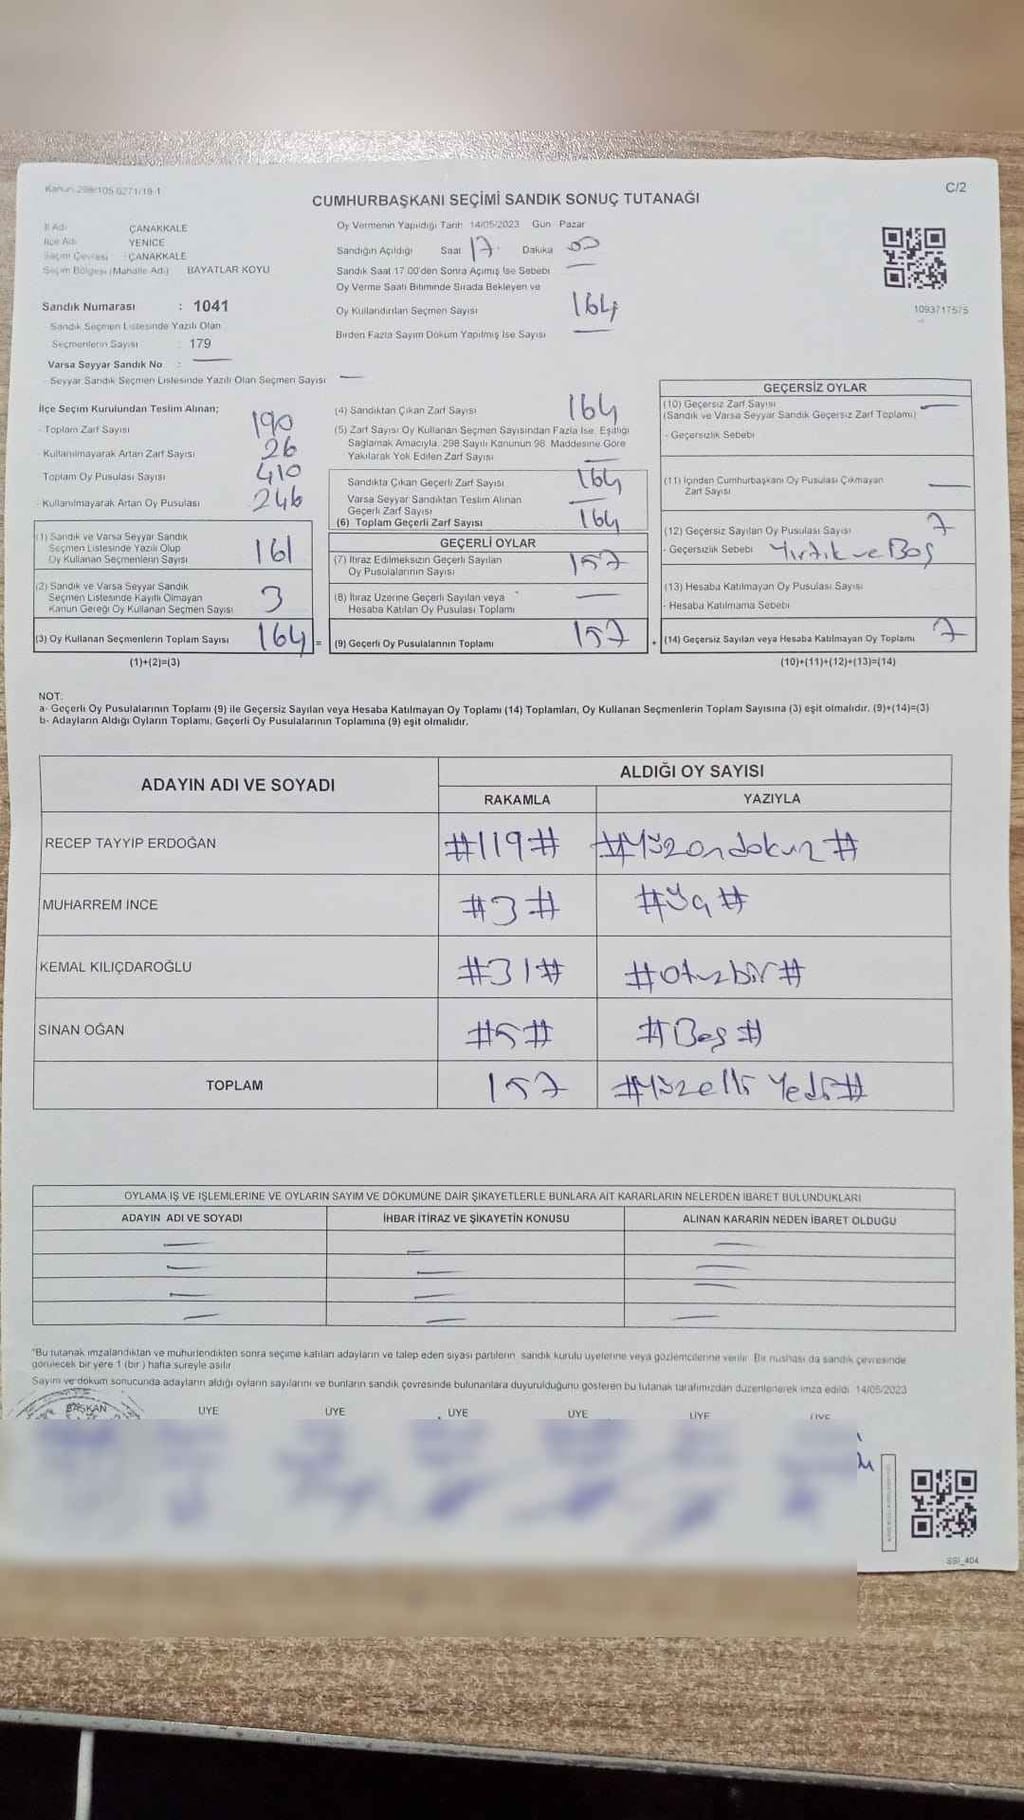 Kanun 298/105 0271/19-1
C/2
CUMHURBAŞKANI SEÇİMİ SANDIK SONUÇ TUTANAĞI
İl Adı ÇANAKKALE
İlçe Adı YENİCE
Seçim Çevresi ÇANAKKALE
Seçim Bölgesi (Mahalle Adı) BAYATLAR KÖYÜ
Oy Vermenin Yapıldığı Tarih 14/05/2023 Gün Pazar
Sandığın Açıldığı Saat 17 Dakika 00
Sandık Saat 17.00'den Sonra Açılmış İse Sebebi
Oy Verme Saati Bitiminde Sırada Bekleyen ve
Oy Kullandırılan Seçmen Sayısı 164
Birden Fazla Sayım Döküm Yapılmış İse Sayısı
1093717575
Sandık Numarası : 1041
- Sandık Seçmen Listesinde Yazılı Olan
Seçmenlerin Sayısı : 179
Varsa Seyyar Sandık No :
- Seyyar Sandık Seçmen Listesinde Yazılı Olan Seçmen Sayısı
İlçe Seçim Kurulundan Teslim Alınan;
- Toplam Zarf Sayısı 190
- Kullanılmayarak Artan Zarf Sayısı 26
Toplam Oy Pusulası Sayısı 410
- Kullanılmayarak Artan Oy Pusulası 246
(1) Sandık ve Varsa Seyyar Sandık
Seçmen Listesinde Yazılı Olup
Oy Kullanan Seçmenlerin Sayısı 161
(2) Sandık ve Varsa Seyyar Sandık
Seçmen Listesinde Kayıtlı Olmayan
Kanun Gereği Oy Kullanan Seçmen Sayısı 3
(3) Oy Kullanan Seçmenlerin Toplam Sayısı 164 =
(1)+(2)=(3)
(4) Sandıktan Çıkan Zarf Sayısı 164
(5) Zarf Sayısı Oy Kullanan Seçmen Sayısından Fazla İse, Eşitliği
Sağlamak Amacıyla, 298 Sayılı Kanunun 98. Maddesine Göre
Yakılarak Yok Edilen Zarf Sayısı
Sandıkta Çıkan Geçerli Zarf Sayısı 164
Varsa Seyyar Sandıktan Teslim Alınan
Geçerli Zarf Sayısı
(6) Toplam Geçerli Zarf Sayısı 164
GEÇERLİ OYLAR
(7) İtiraz Edilmeksizin Geçerli Sayılan
Oy Pusulalarının Sayısı 157
(8) İtiraz Üzerine Geçerli Sayılan veya
Hesaba Katılan Oy Pusulası Toplamı
(9) Geçerli Oy Pusulalarının Toplamı 157 +
GEÇERSİZ OYLAR
(10) Geçersiz Zarf Sayısı
(Sandık ve Varsa Seyyar Sandık Geçersiz Zarf Toplamı)
- Geçersizlik Sebebi
(11) İçinden Cumhurbaşkanı Oy Pusulası Çıkmayan
Zarf Sayısı
(12) Geçersiz Sayılan Oy Pusulası Sayısı 7
- Geçersizlik Sebebi Yırtık ve Boş
(13) Hesaba Katılmayan Oy Pusulası Sayısı
- Hesaba Katılmama Sebebi
(14) Geçersiz Sayılan veya Hesaba Katılmayan Oy Toplamı 7
(10)+(11)+(12)+(13)=(14)
NOT:
a- Geçerli Oy Pusulalarının Toplamı (9) ile Geçersiz Sayılan veya Hesaba Katılmayan Oy Toplamı (14) Toplamları, Oy Kullanan Seçmenlerin Toplam Sayısına (3) eşit olmalıdır. (9)+(14)=(3)
b- Adayların Aldığı Oyların Toplamı, Geçerli Oy Pusulalarının Toplamına (9) eşit olmalıdır.
ADAYIN ADI VE SOYADI ALDIĞI OY SAYISI
RAKAMLA YAZIYLA
RECEP TAYYIP ERDOĞAN #119# #Yüzondokuz#
MUHARREM İNCE #3# #Üç#
KEMAL KILIÇDAROĞLU #31# #otuzbir#
SİNAN OĞAN #5# #Beş#
TOPLAM 157 #Yüzelli Yedi#
OYLAMA İŞ VE İŞLEMLERİNE VE OYLARIN SAYIM VE DÖKÜMÜNE DAİR ŞİKAYETLERLE BUNLARA AİT KARARLARIN NELERDEN İBARET BULUNDUKLARI
ADAYIN ADI VE SOYADI İHBAR İTİRAZ VE ŞİKAYETİN KONUSU ALINAN KARARIN NEDEN İBARET OLDUĞU
"Bu tutanak imzalandıktan ve mühürlendikten sonra seçime katılan adayların ve talep eden siyasi partilerin sandık kurulu üyelerine veya gözlemcilerine verilir. Bir nüshası da sandık çevresinde
görülecek bir yere 1 (bir) hafta süreyle asılır
Sayım ve döküm sonucunda adayların aldığı oyların sayılarını ve bunların sandık çevresinde bulunanlara duyurulduğunu gösteren bu tutanak tarafımızdan düzenlenerek imza edildi. 14/05/2023
BAŞKAN ÜYE ÜYE ÜYE ÜYE ÜYE ÜYE
SSİ_404